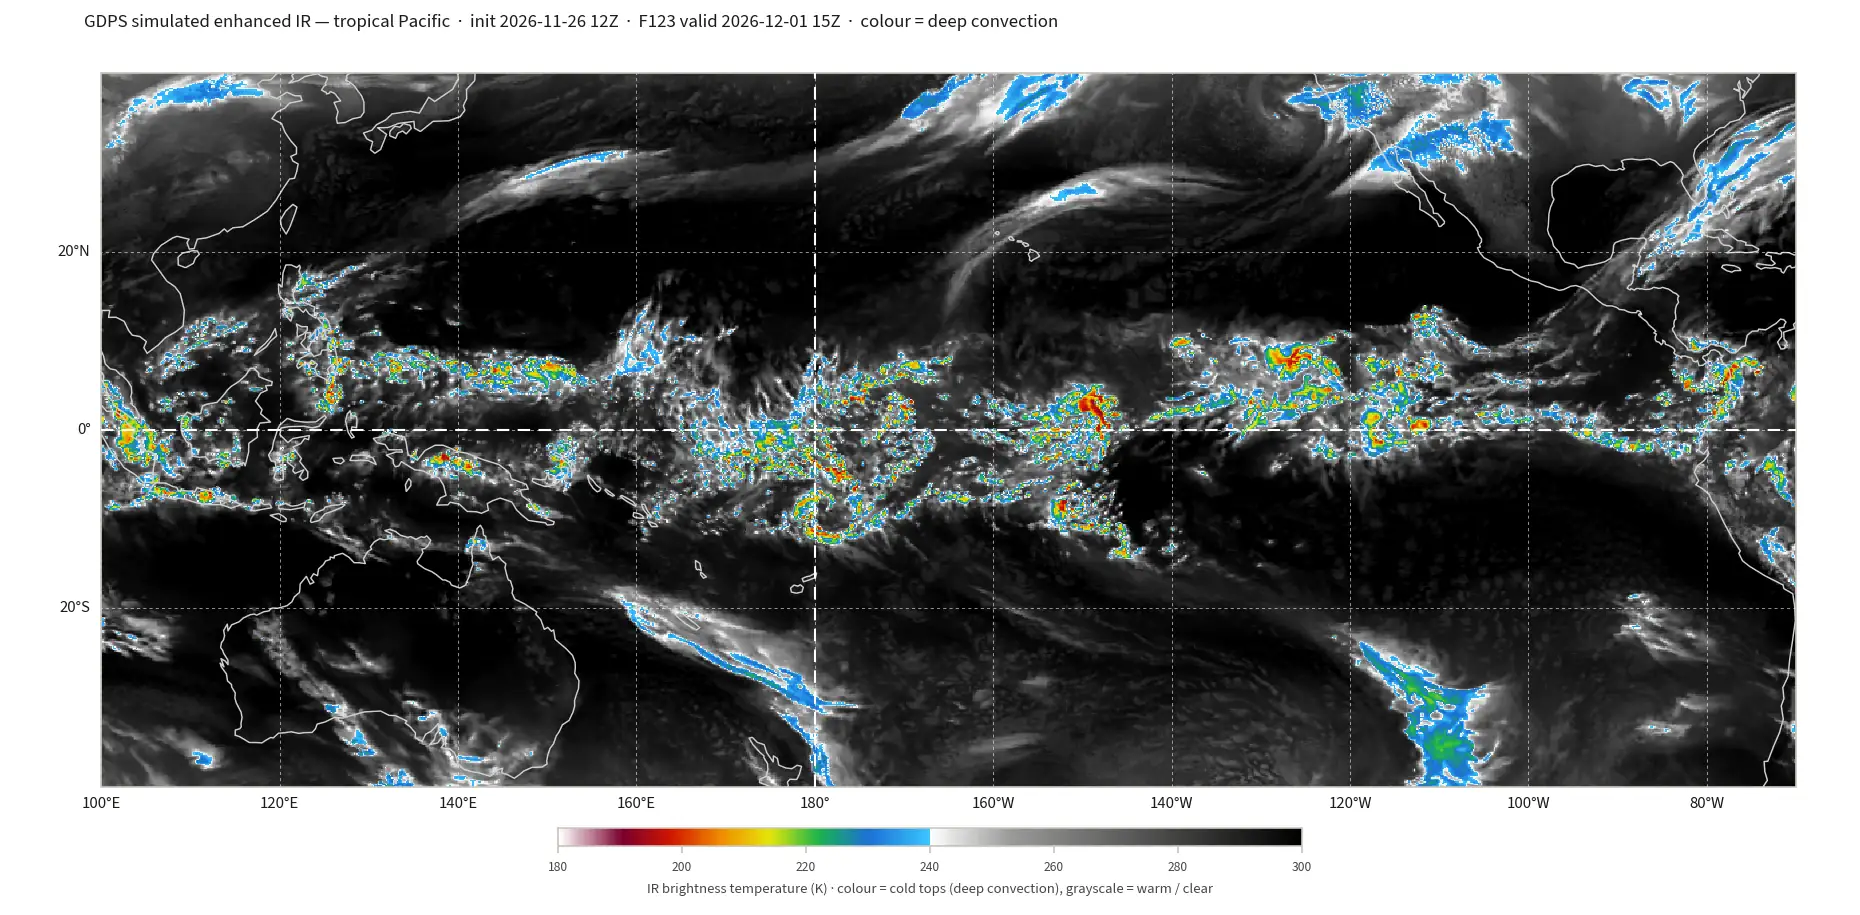 GDPS simulated enhanced IR — tropical Pacific · init 2026-11-26 12Z · F123 valid 2026-12-01 15Z · colour = deep convection
20°N
0°
20°S
100°E 120°E 140°E 160°E 180° 160°W 140°W 120°W 100°W 80°W
180 200 220 240 260 280 300
IR brightness temperature (K) · colour = cold tops (deep convection), grayscale = warm / clear